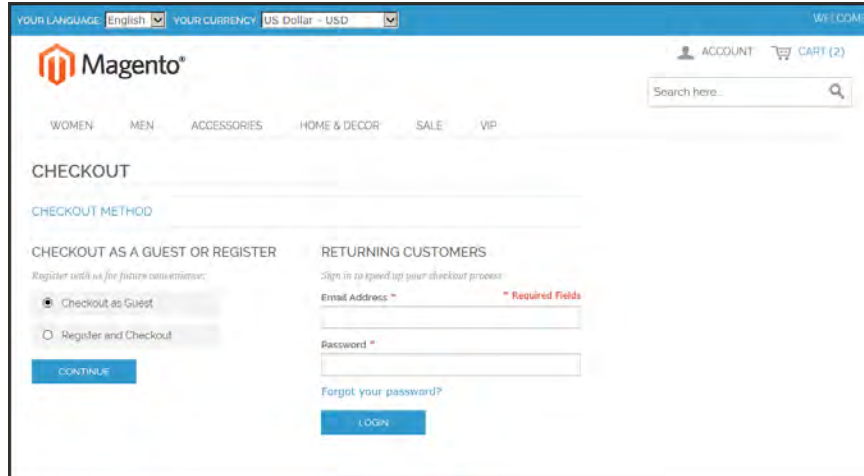 YOUR LANGUAGE: English YOUR CURRENCY: US Dollar - USD WELCOME
Magento®
ACCOUNT CART (2)
Search here...
WOMEN MEN ACCESSORIES HOME & DECOR SALE VIP
CHECKOUT
CHECKOUT METHOD
CHECKOUT AS A GUEST OR REGISTER
Register with us for future convenience:
Checkout as Guest
Register and Checkout
CONTINUE
RETURNING CUSTOMERS
Sign in to speed up your checkout process
Email Address * * Required Fields
Password *
Forgot your password?
LOGIN